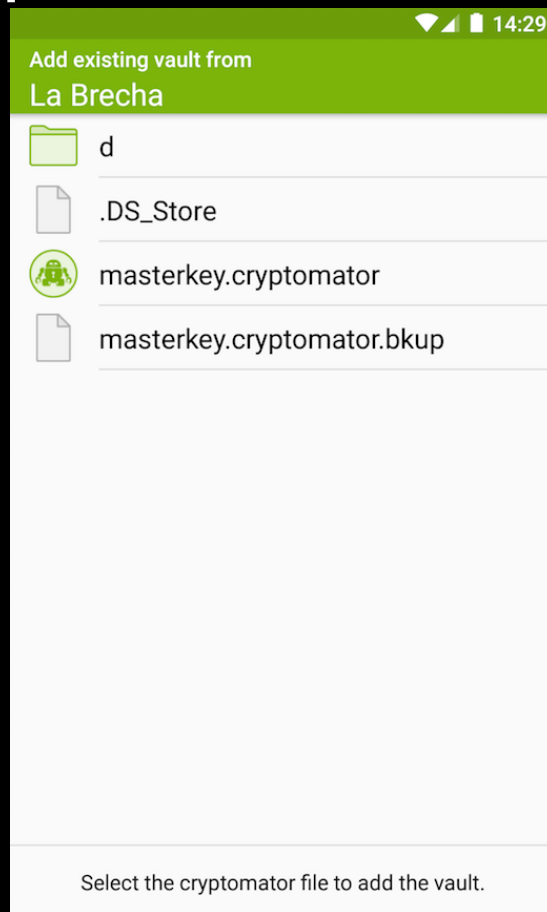 14:29
Add existing vault from
La Brecha
d
.DS_Store
masterkey.cryptomator
masterkey.cryptomator.bkup
Select the cryptomator file to add the vault.